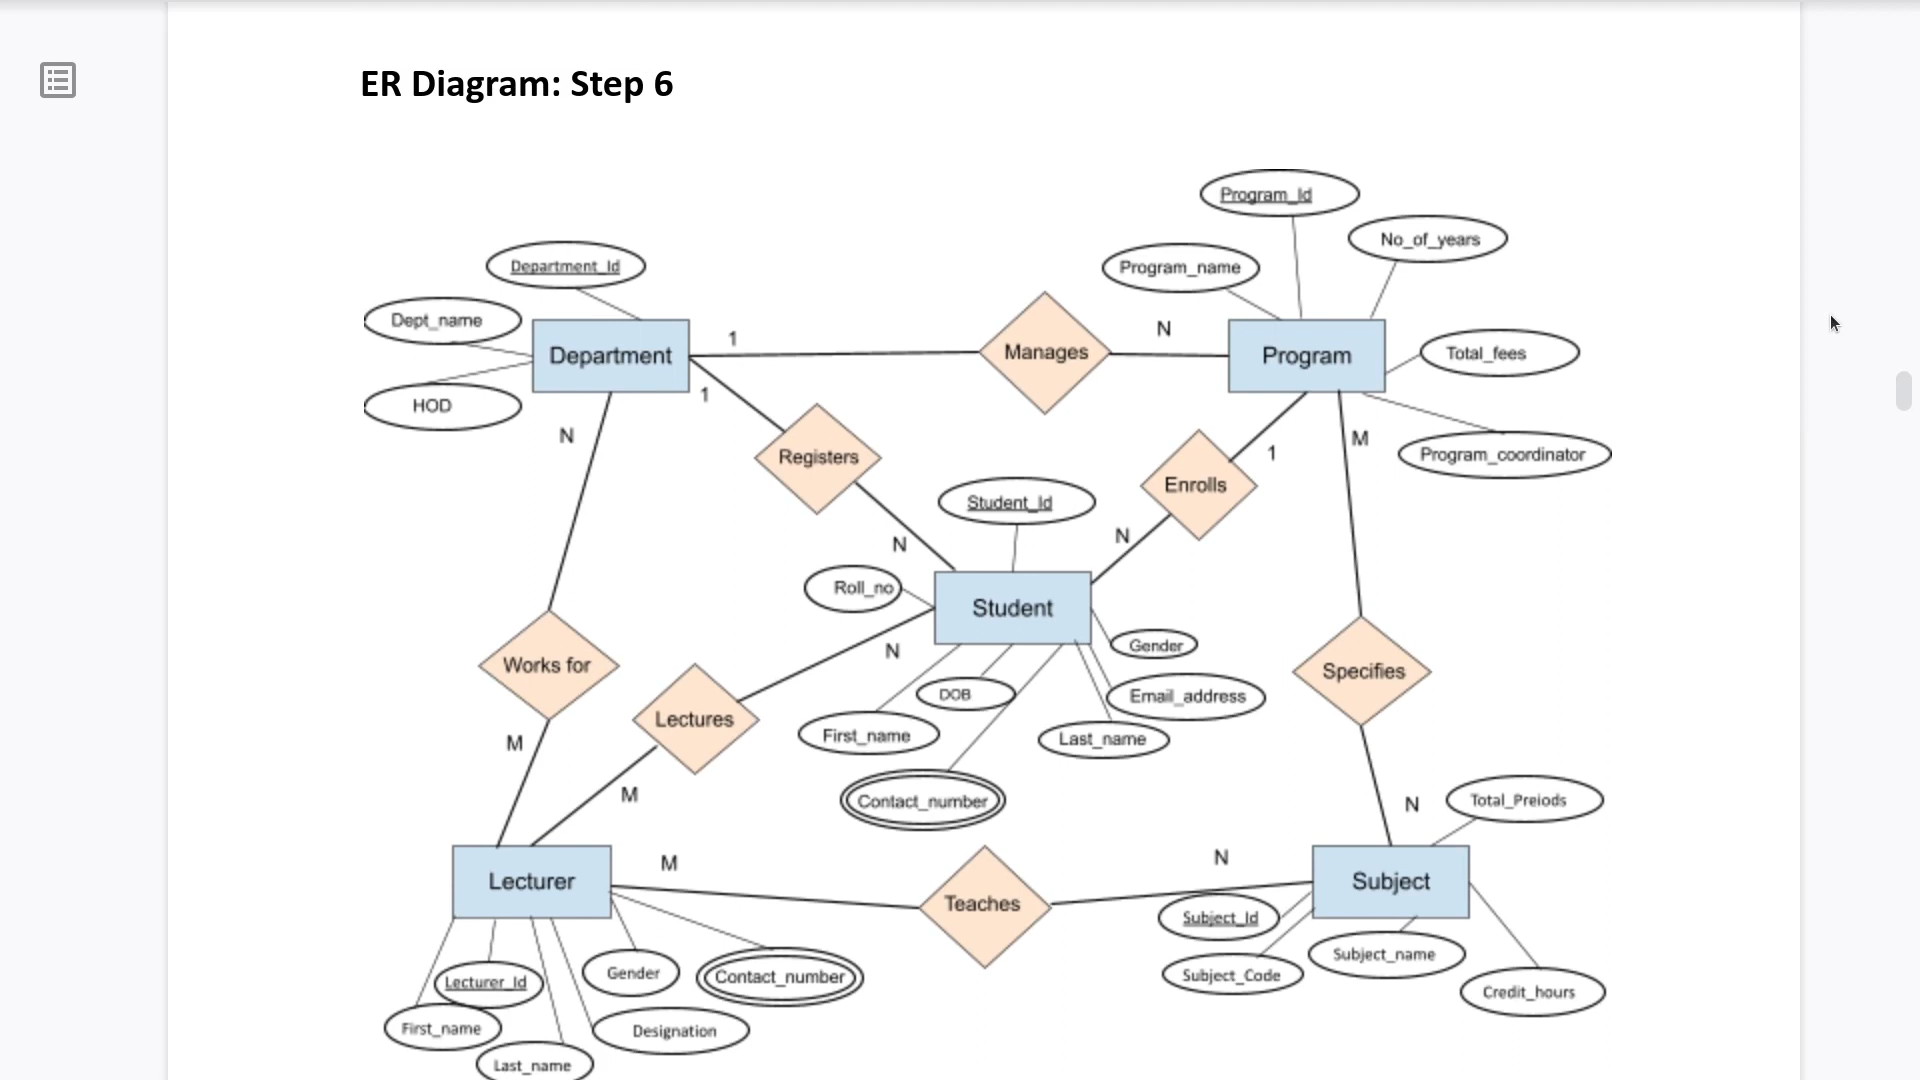 ER Diagram: Step 6
Program_Id
No_of_years
Program_name
Department_Id
Dept_name
Department
1
Manages
N
Program
Total_fees
1
HOD
N
Registers
Enrolls
1
M
Program_coordinator
Student_Id
N
N
Roll_no
Student
N
Gender
Works for
Lectures
DOB
Email_address
Specifies
First_name
Last_name
M
M
Contact_number
N
Total_Preiods
Lecturer
M
Teaches
N
Subject
Subject_Id
Subject_name
Subject_Code
Credit_hours
Lecturer_Id
Gender
Contact_number
First_name
Designation
Last_name